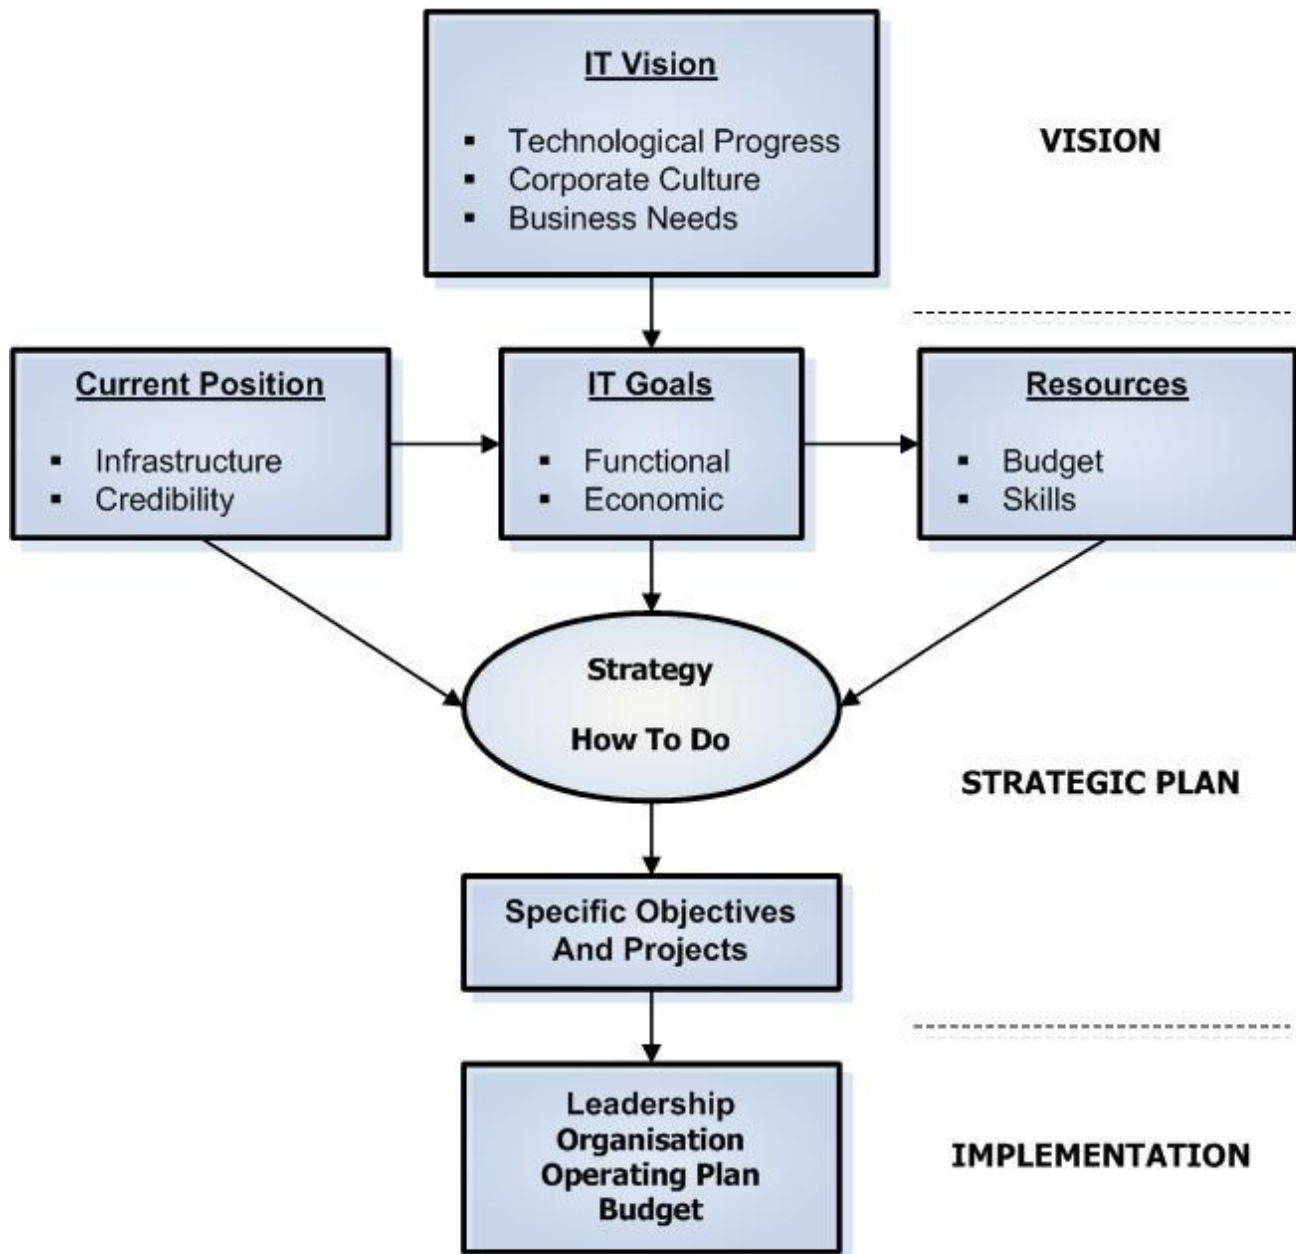 IT Vision
▪ Technological Progress
▪ Corporate Culture
▪ Business Needs
VISION
Current Position
▪ Infrastructure
▪ Credibility
IT Goals
▪ Functional
▪ Economic
Resources
▪ Budget
▪ Skills
Strategy
How To Do
STRATEGIC PLAN
Specific Objectives
And Projects
Leadership
Organisation
Operating Plan
Budget
IMPLEMENTATION